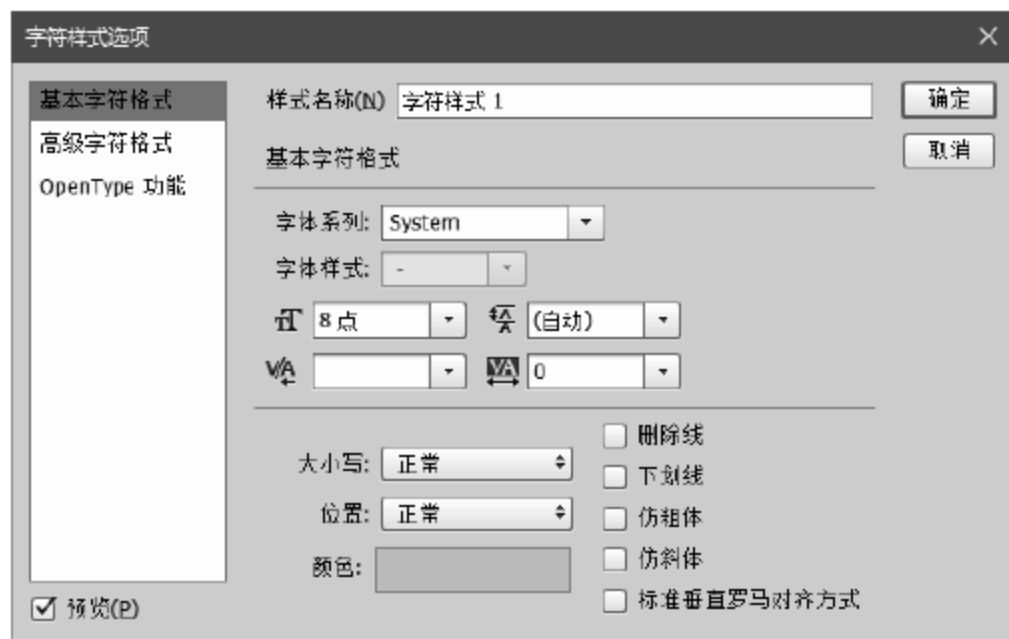 字符样式选项
基本字符格式
高级字符格式
OpenType 功能
样式名称(N) 字符样式 1
确定
取消
基本字符格式
字体系列: System
字体样式: -
8 点
(自动)
0
大小写: 正常
位置: 正常
颜色:
删除线
下划线
仿粗体
仿斜体
标准垂直罗马对齐方式
预览(P)